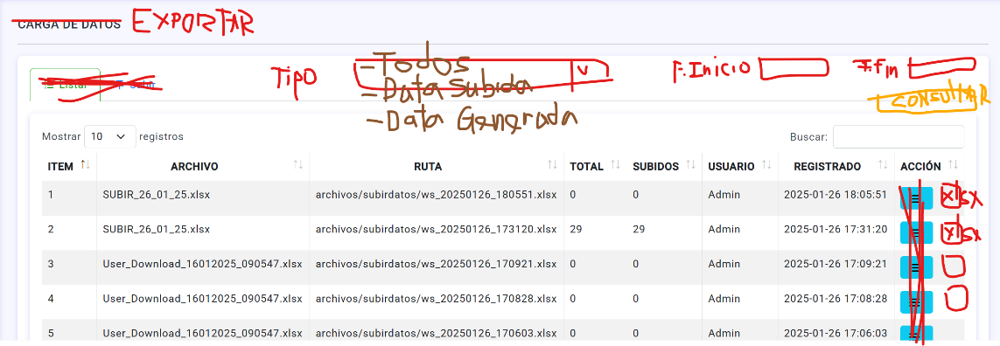 CARGA DE DATOS EXPORTAR
Listar Subir
Tipo v F. Inicio F. fin
- Todos
- Data Subida
- Data Generada
CONSULTAR
Mostrar 10 registros Buscar:
ITEM ARCHIVO RUTA TOTAL SUBIDOS USUARIO REGISTRADO ACCIÓN
1 SUBIR_26_01_25.xlsx archivos/subirdatos/ws_20250126_180551.xlsx 0 0 Admin 2025-01-26 18:05:51 xlsx
2 SUBIR_26_01_25.xlsx archivos/subirdatos/ws_20250126_173120.xlsx 29 29 Admin 2025-01-26 17:31:20 xlsx
3 User_Download_16012025_090547.xlsx archivos/subirdatos/ws_20250126_170921.xlsx 0 0 Admin 2025-01-26 17:09:21
4 User_Download_16012025_090547.xlsx archivos/subirdatos/ws_20250126_170828.xlsx 0 0 Admin 2025-01-26 17:08:28
5 User_Download_16012025_090547.xlsx archivos/subirdatos/ws_20250126_170603.xlsx 0 0 Admin 2025-01-26 17:06:03